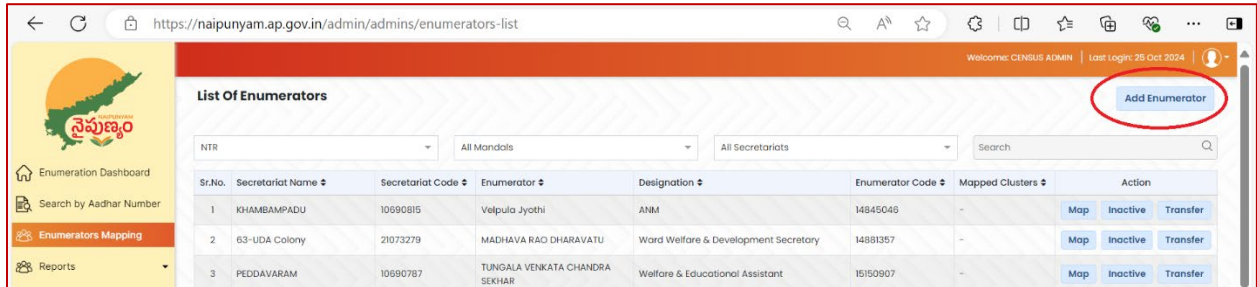 https://naipunyam.ap.gov.in/admin/admins/enumerators-list
Welcome: CENSUS ADMIN | Last Login: 25 Oct 2024
NAIPUNYAM
నైపుణ్యం
List Of Enumerators
Add Enumerator
NTR All Mandals All Secretariats Search
Enumeration Dashboard
Search by Aadhar Number
Enumerators Mapping
Reports
Sr.No. Secretariat Name Secretariat Code Enumerator Designation Enumerator Code Mapped Clusters Action
1 KHAMBAMPADU 10690815 Velpula Jyothi ANM 14845046 - Map Inactive Transfer
2 63-UDA Colony 21073279 MADHAVA RAO DHARAVATU Ward Welfare & Development Secretary 14881357 - Map Inactive Transfer
3 PEDDAVARAM 10690787 TUNGALA VENKATA CHANDRA SEKHAR Welfare & Educational Assistant 15150907 - Map Inactive Transfer